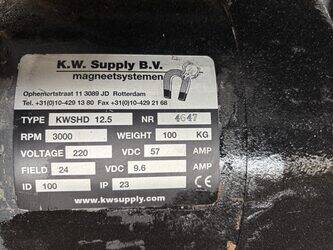 K.W. Supply B.V.
magneetsystemen
Ophemertstraat 11 3089 JD Rotterdam
Tel. +31(0)10-429 13 80 Fax +31(0)10-429 21 68
TYPE KWSHD 12.5 NR 4647
RPM 3000 WEIGHT 100 KG
VOLTAGE 220 VDC 57 AMP
FIELD 24 VDC 9.6 AMP
ID 100 IP 23 CE
www.kwsupply.com